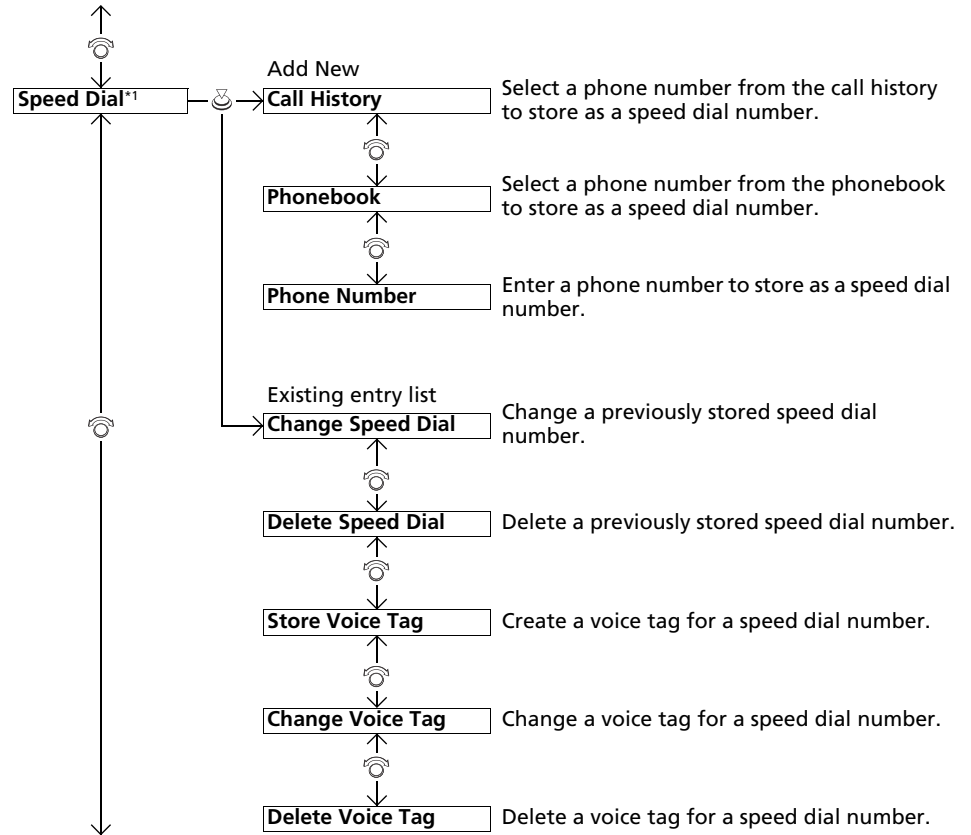 Add New
Speed Dial*1
Call History
Select a phone number from the call history
to store as a speed dial number.
Phonebook
Select a phone number from the phonebook
to store as a speed dial number.
Phone Number
Enter a phone number to store as a speed dial
number.
Existing entry list
Change Speed Dial
Change a previously stored speed dial
number.
Delete Speed Dial
Delete a previously stored speed dial number.
Store Voice Tag
Create a voice tag for a speed dial number.
Change Voice Tag
Change a voice tag for a speed dial number.
Delete Voice Tag
Delete a voice tag for a speed dial number.